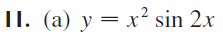 11. (a) y = x² sin 2x